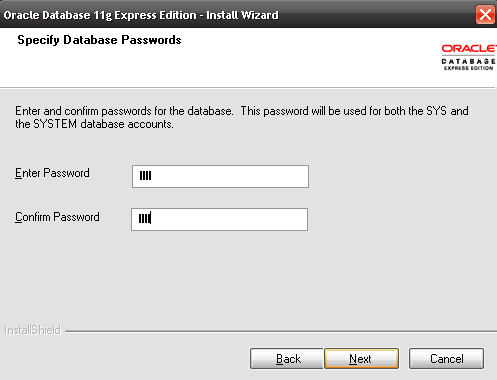 Oracle Database 11g Express Edition - Install Wizard
Specify Database Passwords
ORACLE
DATABASE
EXPRESS EDITION
Enter and confirm passwords for the database. This password will be used for both the SYS and
the SYSTEM database accounts.
Enter Password
Confirm Password
InstallShield
Back Next Cancel